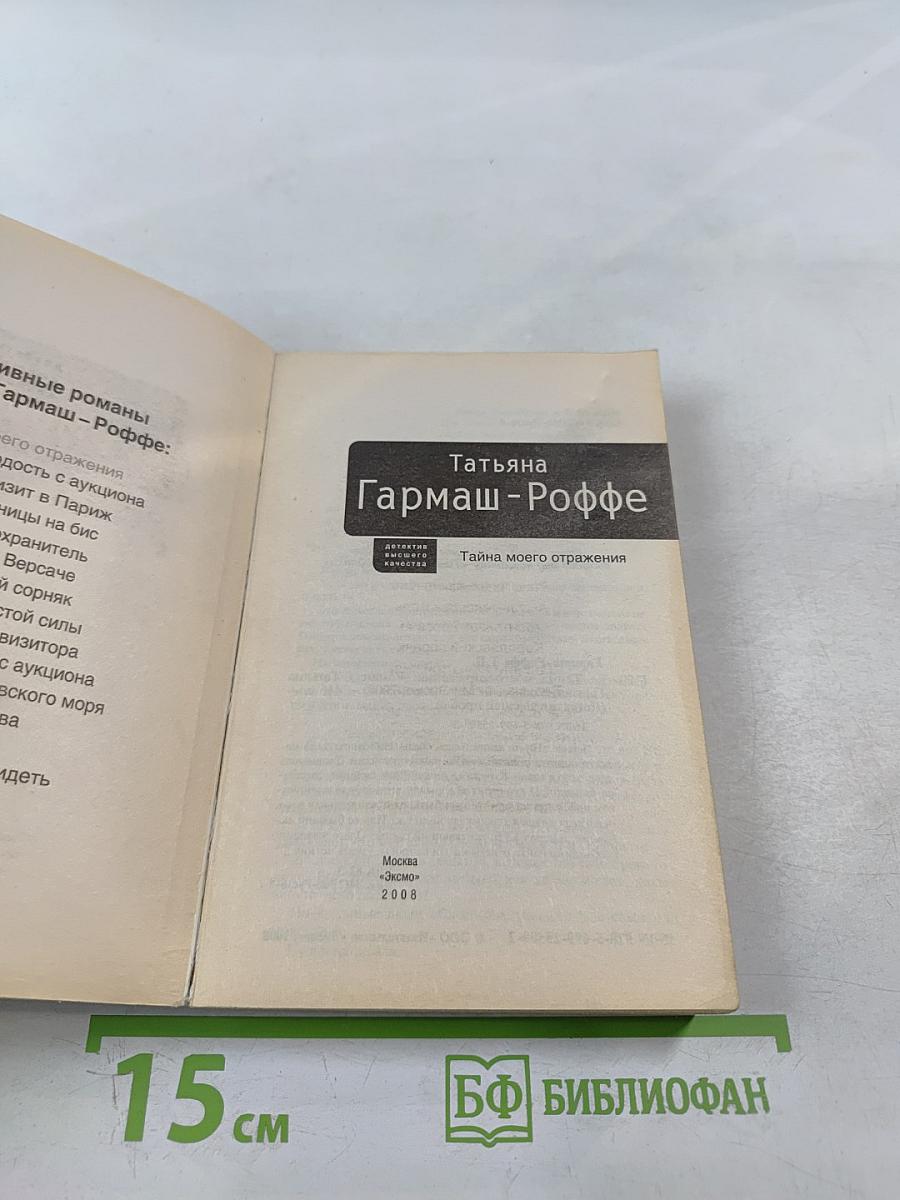 ивные романы
Гармаш – Роффе:
его отражения
дость с аукциона
изит в Париж
ницы на бис
хранитель
Версаче
й сорняк
стой силы
визитора
с аукциона
вского моря
ва
идеть
Татьяна
Гармаш-Роффе
детектив
высшего
качества
Тайна моего отражения
Москва
«Эксмо»
2008
15 см
БФ БИБЛИОФАН